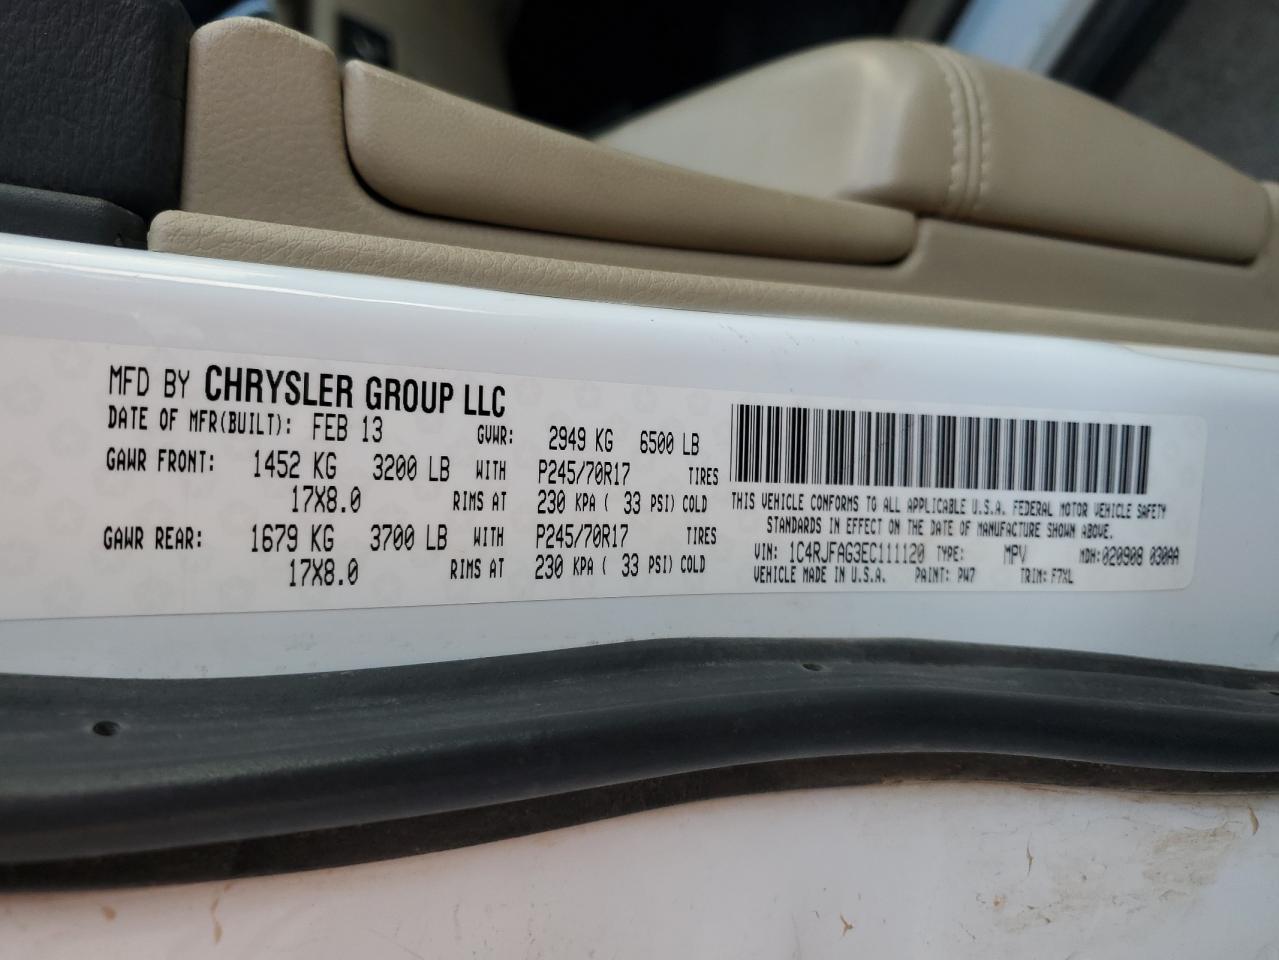 MFD BY CHRYSLER GROUP LLC
DATE OF MFR(BUILT): FEB 13 GVWR: 2949 KG 6500 LB
GAWR FRONT: 1452 KG 3200 LB WITH P245/70R17 TIRES
17X8.0 RIMS AT 230 KPA ( 33 PSI) COLD
GAWR REAR: 1679 KG 3700 LB WITH P245/70R17 TIRES
17X8.0 RIMS AT 230 KPA ( 33 PSI) COLD
THIS VEHICLE CONFORMS TO ALL APPLICABLE U.S.A. FEDERAL MOTOR VEHICLE SAFETY
STANDARDS IN EFFECT ON THE DATE OF MANUFACTURE SHOWN ABOVE.
VIN: 1C4RJFAG3EC111120 TYPE: MPV MDH:020908 030AA
VEHICLE MADE IN U.S.A. PAINT: PW7 TRIM: F7XL